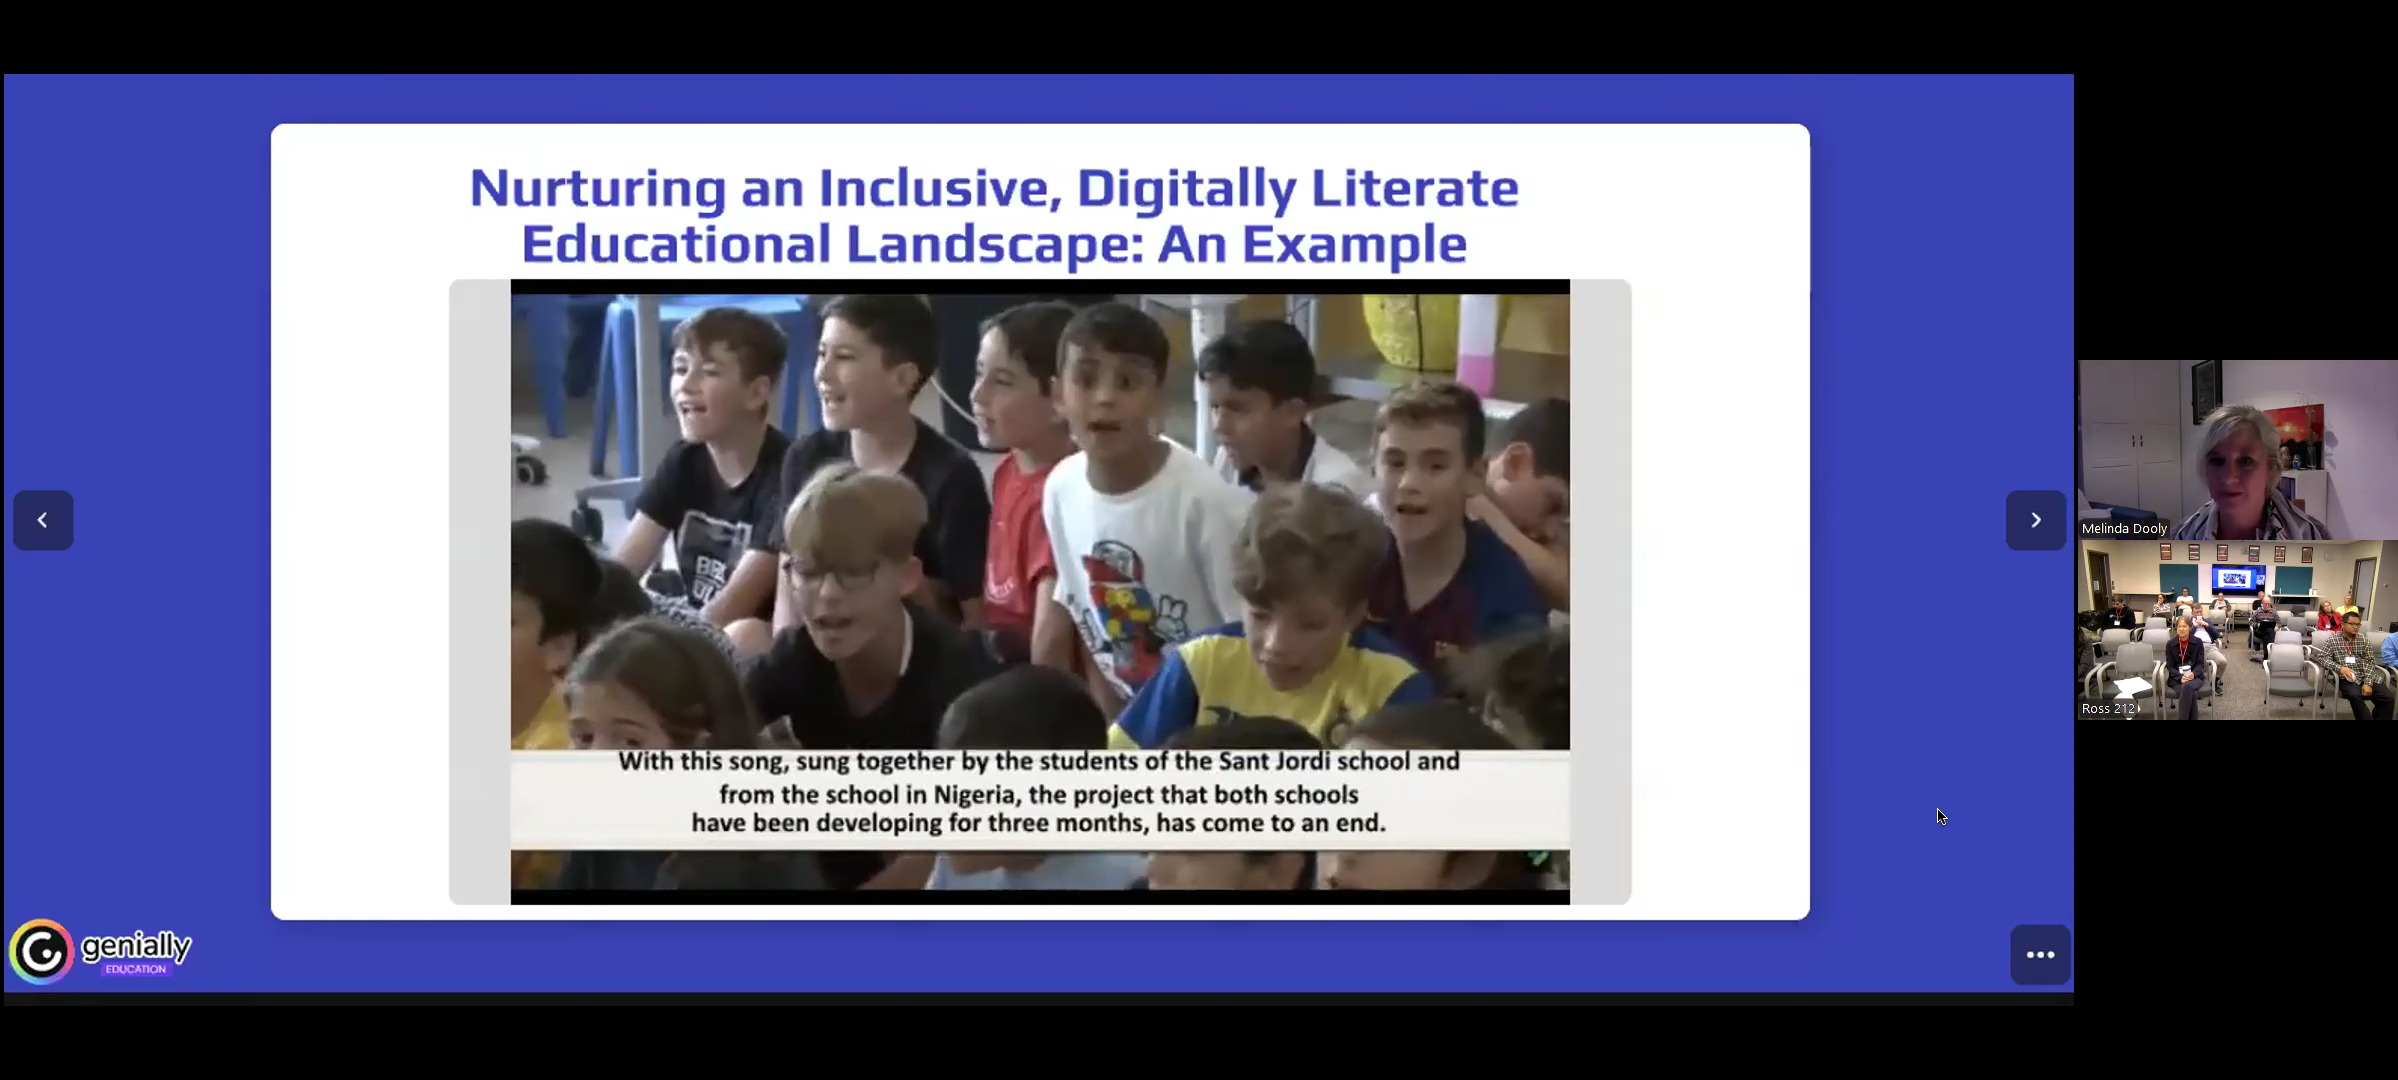 Nurturing an Inclusive, Digitally Literate
Educational Landscape: An Example
With this song, sung together by the students of the Sant Jordi school and
from the school in Nigeria, the project that both schools
have been developing for three months, has come to an end.
genially
EDUCATION
Melinda Dooly
Ross 212